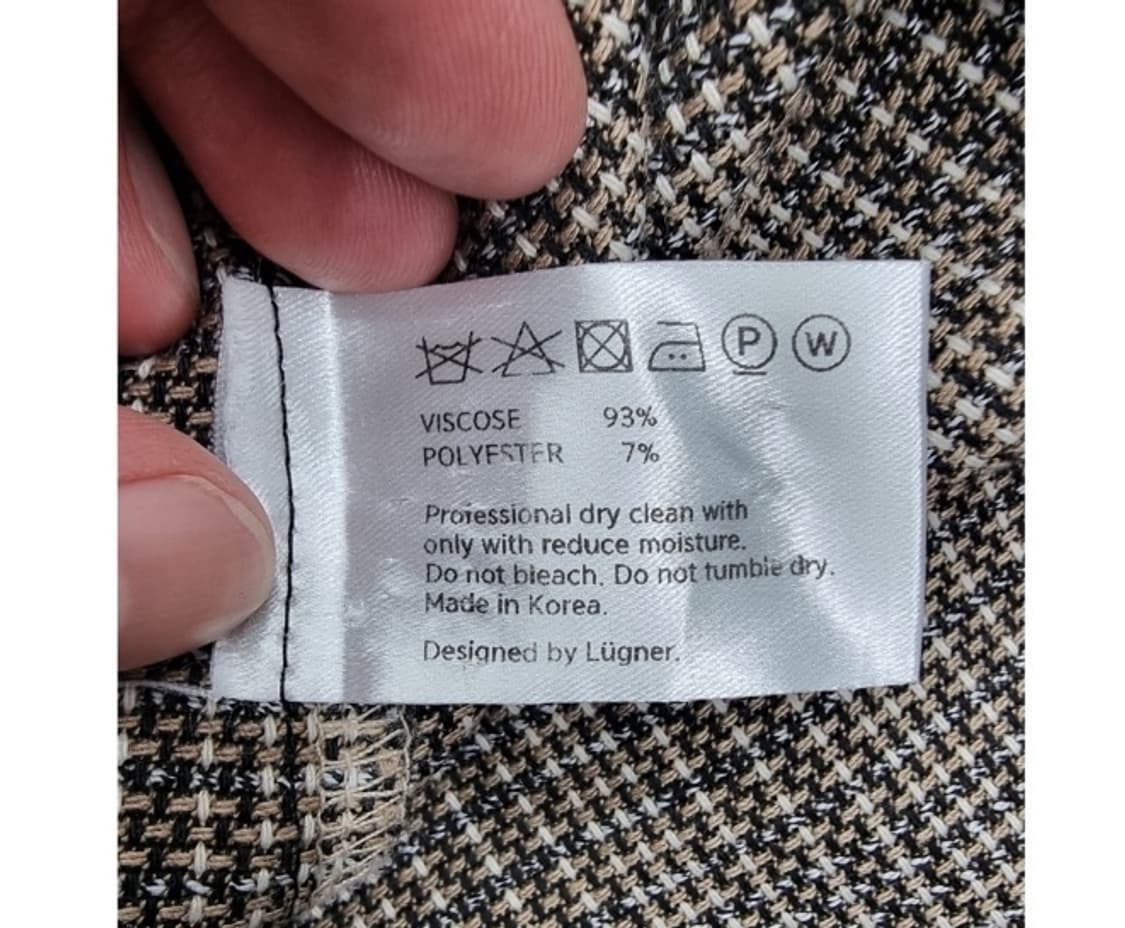 P W
VISCOSE 93%
POLYESTER 7%
Professional dry clean with
only with reduce moisture.
Do not bleach. Do not tumble dry.
Made in Korea.
Designed by Lügner.